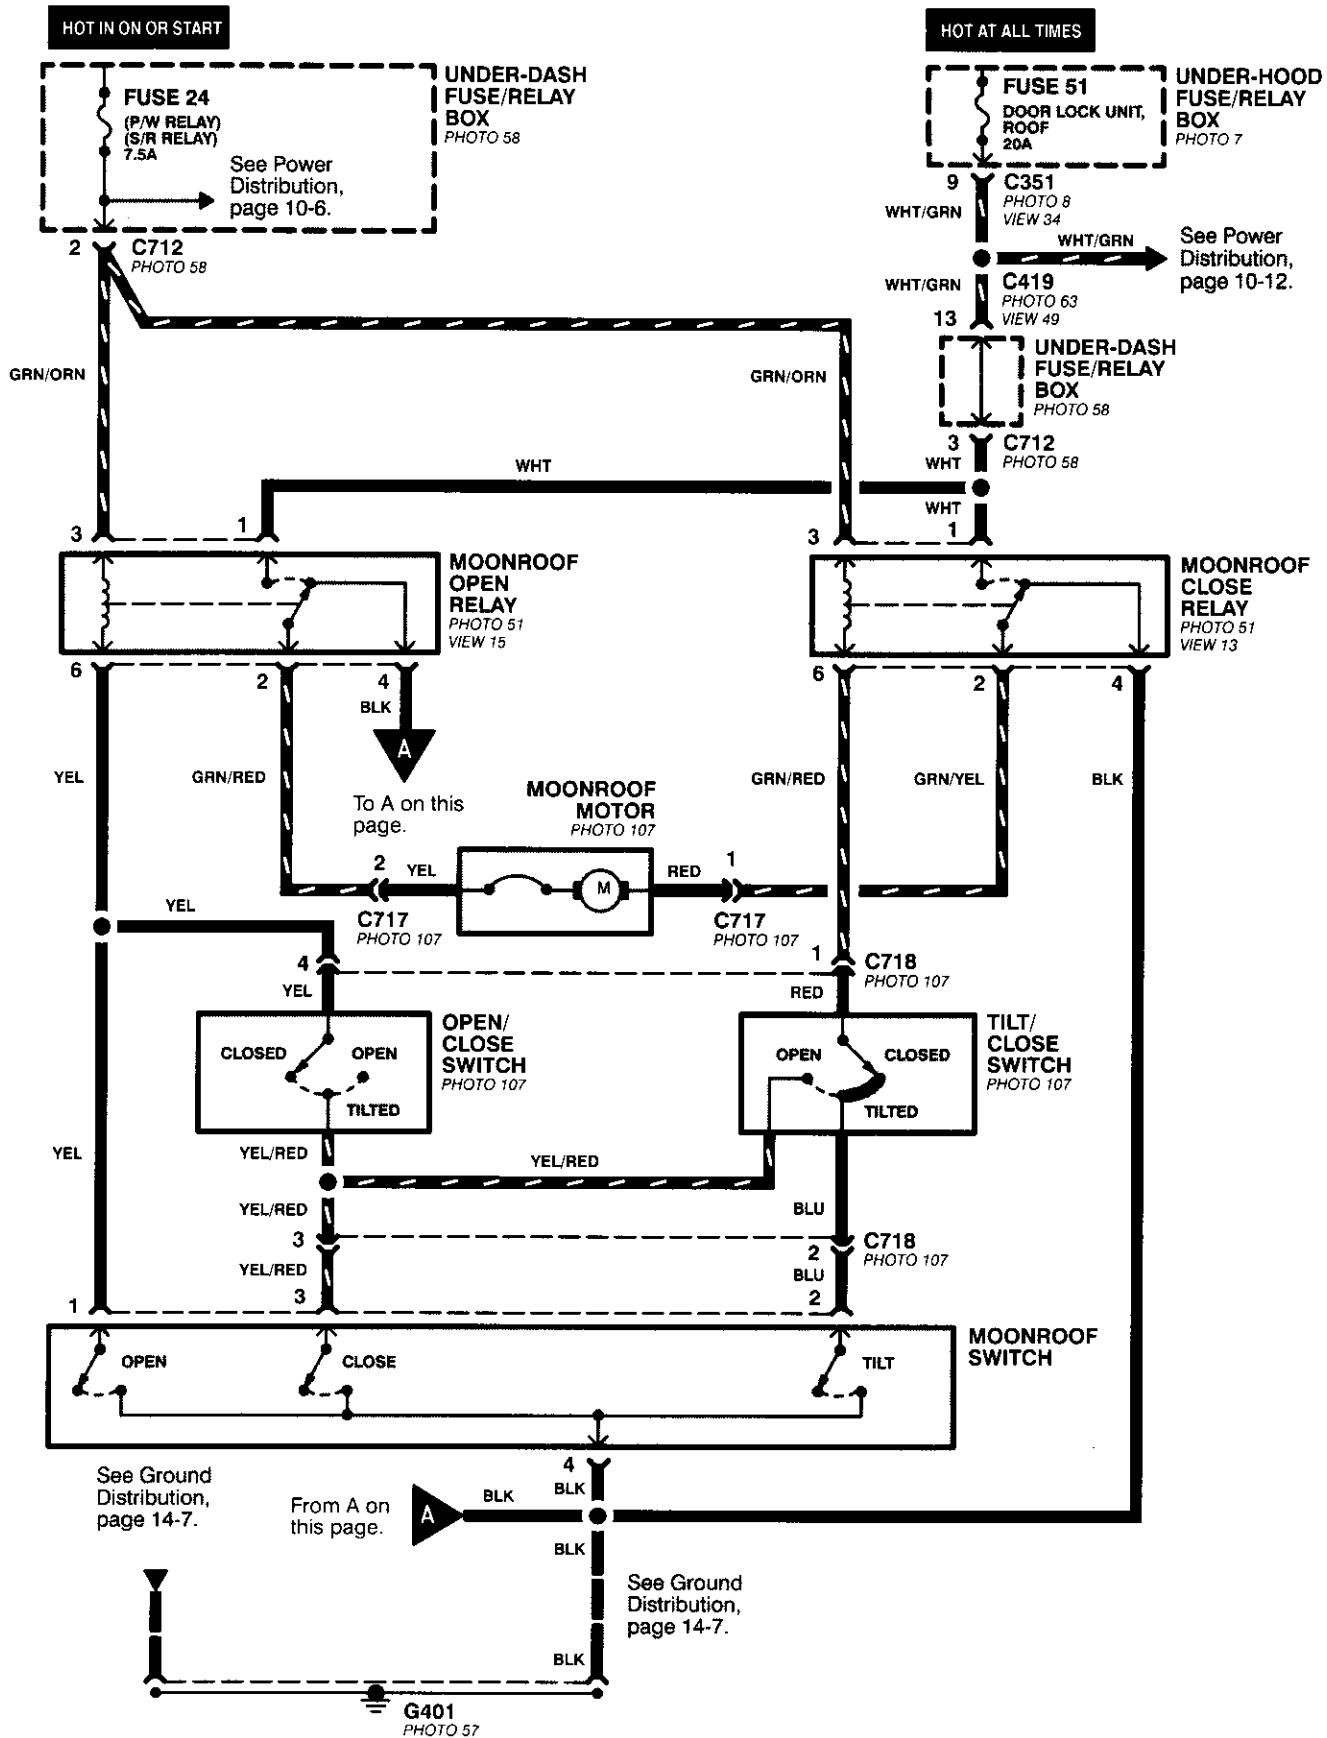 HOT IN ON OR START
HOT AT ALL TIMES
FUSE 24
(P/W RELAY)
(S/R RELAY)
7.5A
See Power
Distribution,
page 10-6.
UNDER-DASH
FUSE/RELAY
BOX
PHOTO 58
FUSE 51
DOOR LOCK UNIT,
ROOF
20A
UNDER-HOOD
FUSE/RELAY
BOX
PHOTO 7
9
C351
PHOTO 8
VIEW 34
WHT/GRN
WHT/GRN
See Power
Distribution,
page 10-12.
2
C712
PHOTO 58
WHT/GRN
C419
PHOTO 63
VIEW 49
13
UNDER-DASH
FUSE/RELAY
BOX
PHOTO 58
GRN/ORN
GRN/ORN
3
C712
PHOTO 58
WHT
WHT
WHT
3
1
3
1
MOONROOF
OPEN
RELAY
PHOTO 51
VIEW 15
MOONROOF
CLOSE
RELAY
PHOTO 51
VIEW 13
6
2
4
6
2
4
BLK
A
To A on this
page.
YEL
GRN/RED
MOONROOF
MOTOR
PHOTO 107
GRN/RED
GRN/YEL
BLK
2
YEL
M
RED
1
C717
PHOTO 107
C717
PHOTO 107
YEL
4
1
C718
PHOTO 107
YEL
RED
OPEN/
CLOSE
SWITCH
PHOTO 107
CLOSED
OPEN
TILTED
TILT/
CLOSE
SWITCH
PHOTO 107
OPEN
CLOSED
TILTED
YEL
YEL/RED
YEL/RED
YEL/RED
BLU
3
C718
PHOTO 107
2
YEL/RED
BLU
1
3
2
MOONROOF
SWITCH
OPEN
CLOSE
TILT
4
BLK
See Ground
Distribution,
page 14-7.
From A on
this page.
A
BLK
BLK
See Ground
Distribution,
page 14-7.
BLK
G401
PHOTO 57